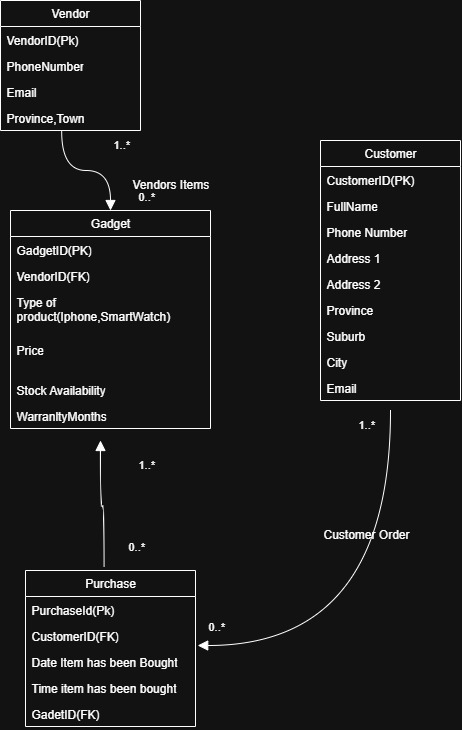 Vendor
VendorID(Pk)
PhoneNumber
Email
Province,Town
1..*
Vendors Items
0..*
Gadget
GadgetID(PK)
VendorID(FK)
Type of
product(Iphone,SmartWatch)
Price
Stock Availability
WarranItyMonths
1..*
0..*
Customer
CustomerID(PK)
FullName
Phone Number
Address 1
Address 2
Province
Suburb
City
Email
1..*
Customer Order
0..*
Purchase
PurchaseId(Pk)
CustomerID(FK)
Date Item has been Bought
Time item has been bought
GadetID(FK)